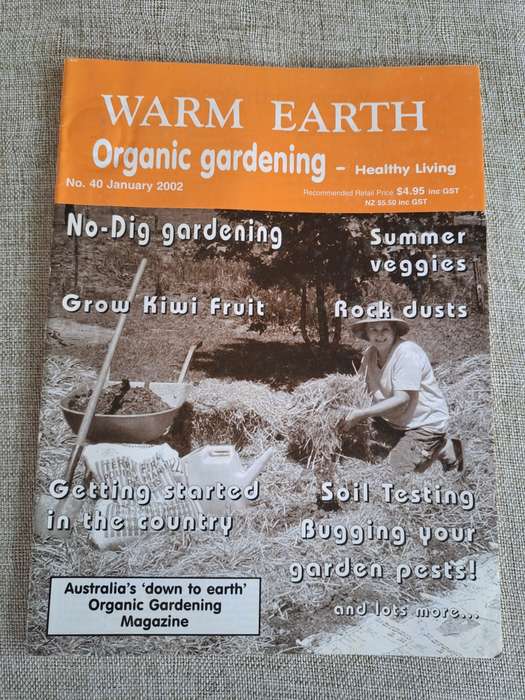 WARM EARTH
Organic gardening - Healthy Living
No. 40 January 2002
Recommended Retail Price $4.95 inc GST
NZ $5.50 inc GST
No-Dig gardening
Summer
veggies
Grow Kiwi Fruit
Rock dusts
Getting started
in the country
Soil Testing
Bugging your
garden pests!
and lots more...
Australia's 'down to earth'
Organic Gardening
Magazine